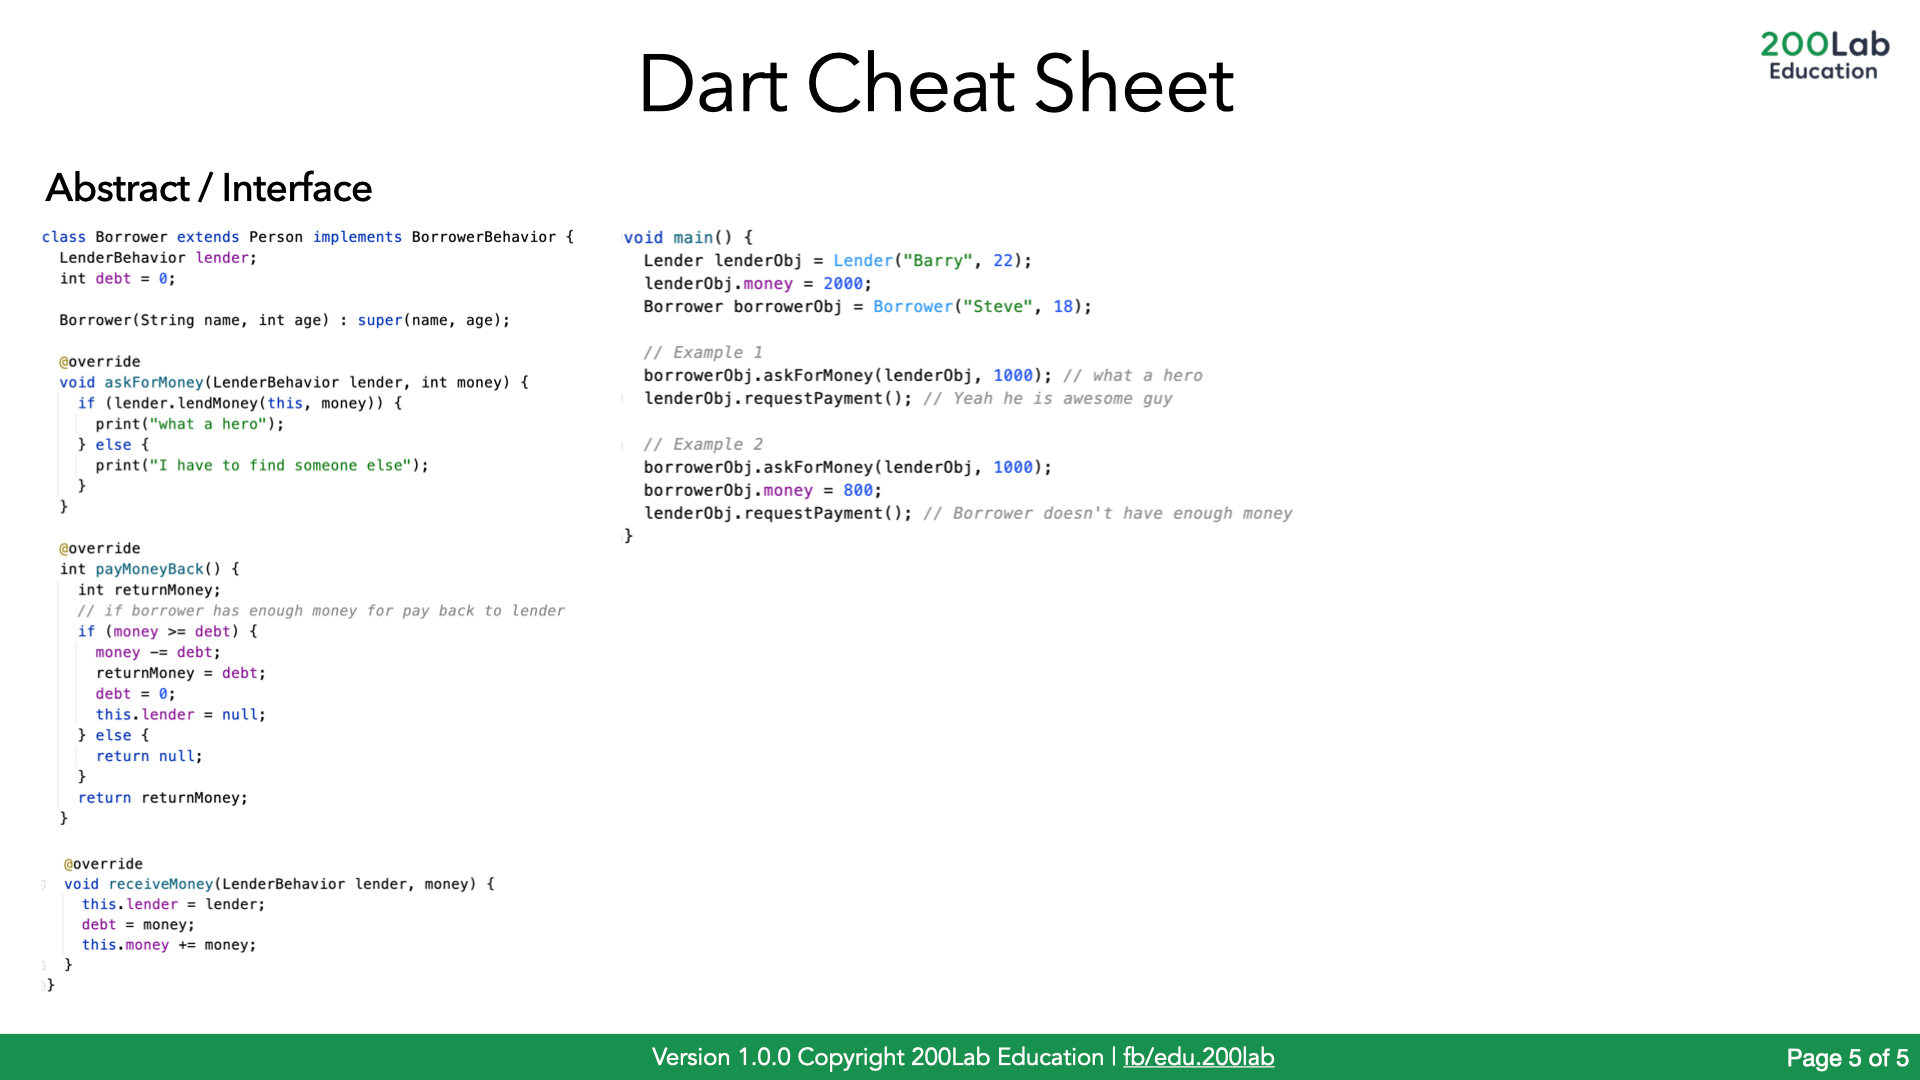 Dart Cheat Sheet
200Lab
Education
Abstract / Interface
class Borrower extends Person implements BorrowerBehavior {
  LenderBehavior lender;
  int debt = 0;

  Borrower(String name, int age) : super(name, age);

  @override
  void askForMoney(LenderBehavior lender, int money) {
    if (lender.lendMoney(this, money)) {
      print("what a hero");
    } else {
      print("I have to find someone else");
    }
  }

  @override
  int payMoneyBack() {
    int returnMoney;
    // if borrower has enough money for pay back to lender
    if (money >= debt) {
      money -= debt;
      returnMoney = debt;
      debt = 0;
      this.lender = null;
    } else {
      return null;
    }
    return returnMoney;
  }

  @override
  void receiveMoney(LenderBehavior lender, money) {
    this.lender = lender;
    debt = money;
    this.money += money;
  }
}
void main() {
  Lender lenderObj = Lender("Barry", 22);
  lenderObj.money = 2000;
  Borrower borrowerObj = Borrower("Steve", 18);

  // Example 1
  borrowerObj.askForMoney(lenderObj, 1000); // what a hero
  lenderObj.requestPayment(); // Yeah he is awesome guy

  // Example 2
  borrowerObj.askForMoney(lenderObj, 1000);
  borrowerObj.money = 800;
  lenderObj.requestPayment(); // Borrower doesn't have enough money
}
Version 1.0.0 Copyright 200Lab Education | fb/edu.200lab
Page 5 of 5